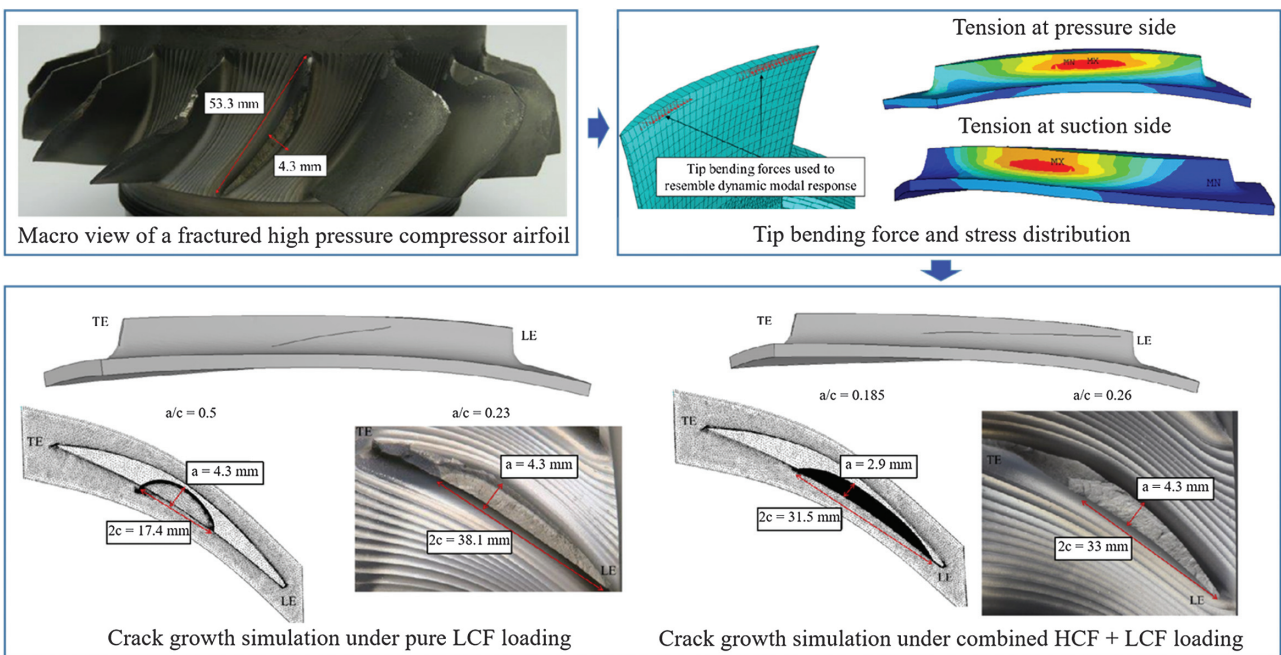 53.3 mm
4.3 mm
Macro view of a fractured high pressure compressor airfoil
Tip bending forces used to
resemble dynamic modal response
Tension at pressure side
MN MX
Tension at suction side
MX
MN
Tip bending force and stress distribution
TE
LE
a/c = 0.5
a/c = 0.23
TE
a = 4.3 mm
2c = 17.4 mm
LE
a = 4.3 mm
2c = 38.1 mm
LE
Crack growth simulation under pure LCF loading
TE
LE
a/c = 0.185
a/c = 0.26
TE
a = 2.9 mm
2c = 31.5 mm
LE
TE
a = 4.3 mm
2c = 33 mm
LE
Crack growth simulation under combined HCF + LCF loading